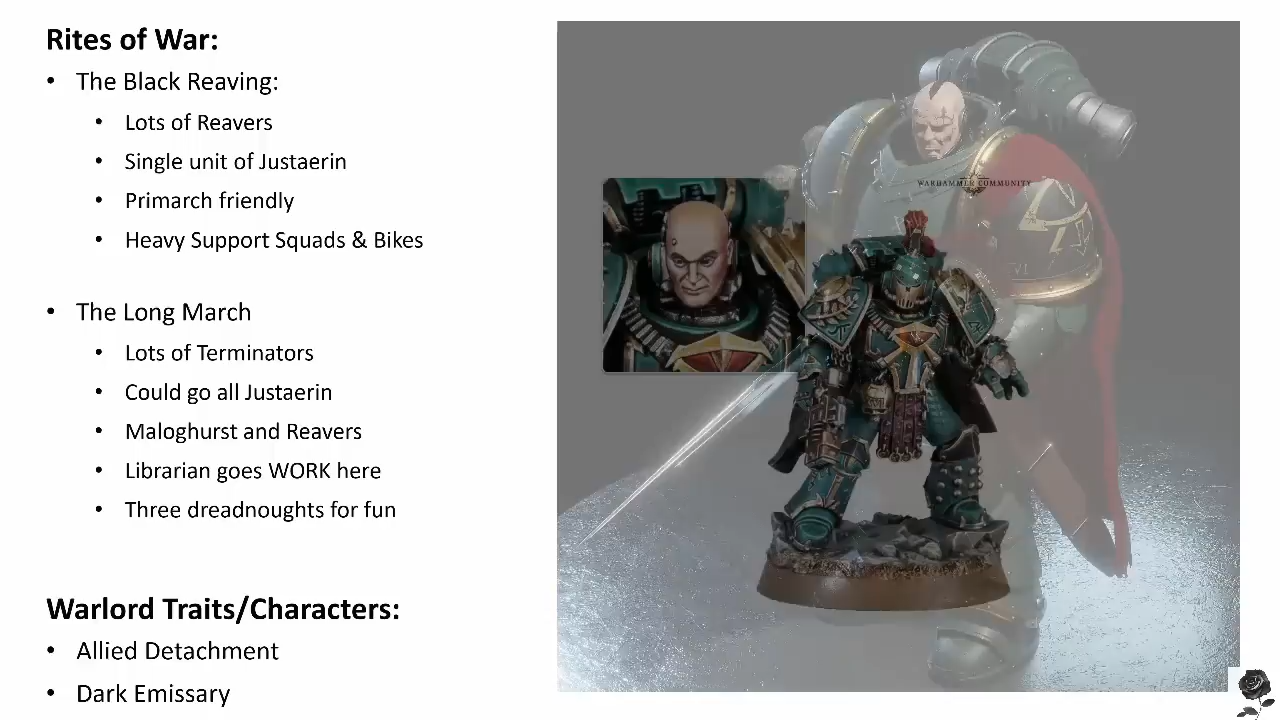 Rites of War:
• The Black Reaving:
• Lots of Reavers
• Single unit of Justaerin
• Primarch friendly
• Heavy Support Squads & Bikes
• The Long March
• Lots of Terminators
• Could go all Justaerin
• Maloghurst and Reavers
• Librarian goes WORK here
• Three dreadnoughts for fun
Warlord Traits/Characters:
• Allied Detachment
• Dark Emissary
WARHAMMER COMMUNITY